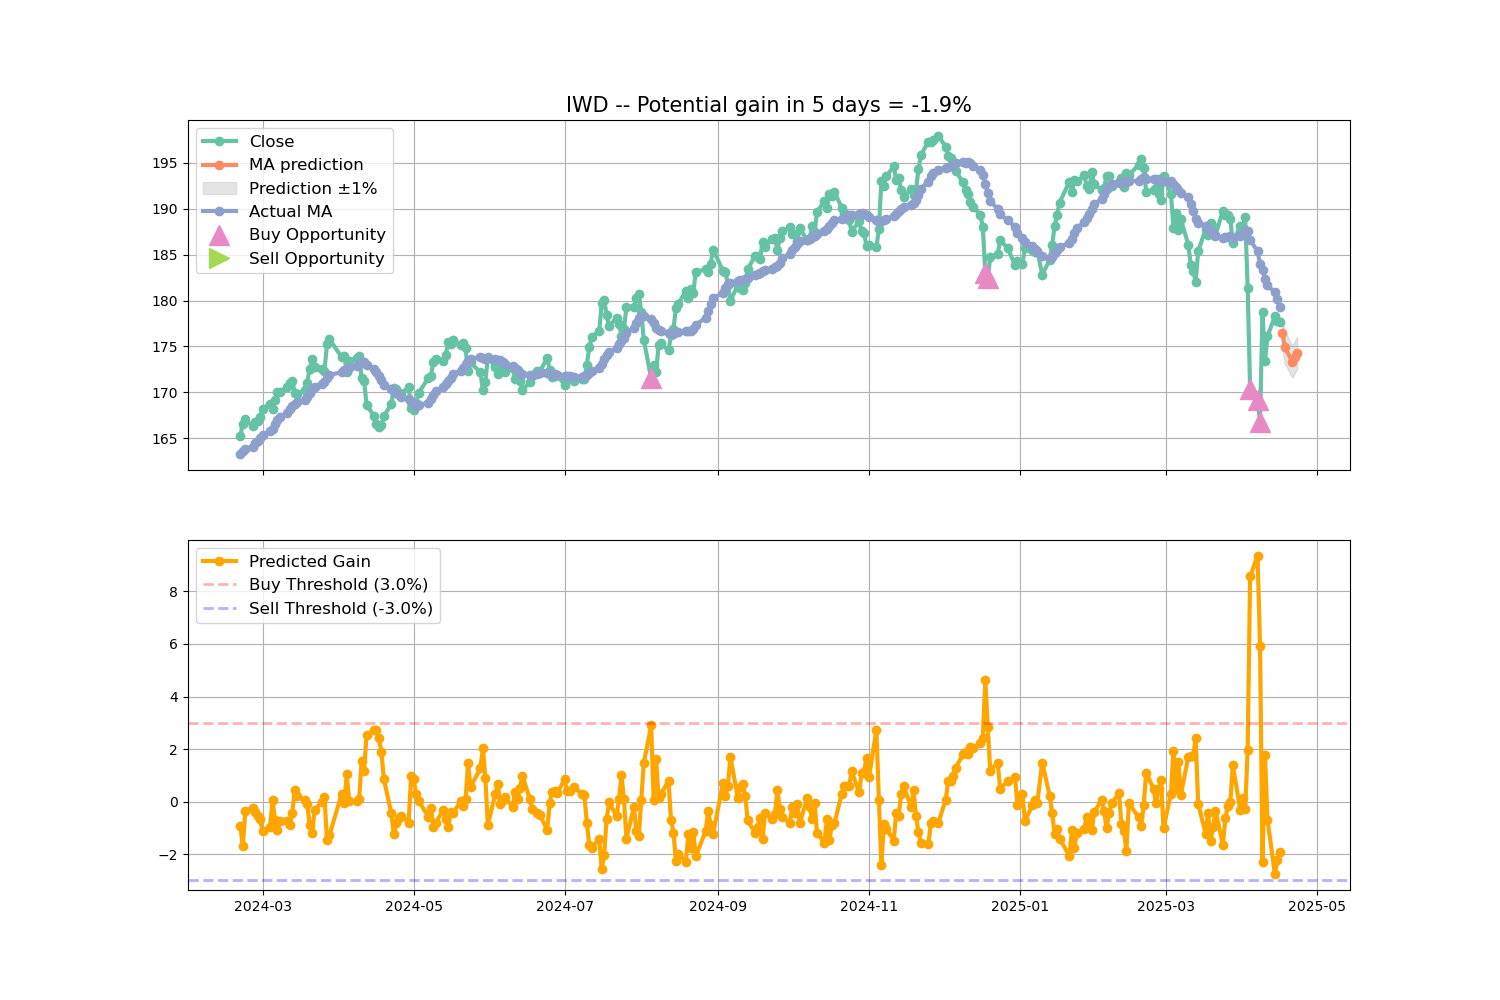 IWD -- Potential gain in 5 days = -1.9%
Close
MA prediction
Prediction ±1%
Actual MA
Buy Opportunity
Sell Opportunity
195
190
185
180
175
170
165
Predicted Gain
Buy Threshold (3.0%)
Sell Threshold (-3.0%)
8
6
4
2
0
−2
2024-03 2024-05 2024-07 2024-09 2024-11 2025-01 2025-03 2025-05